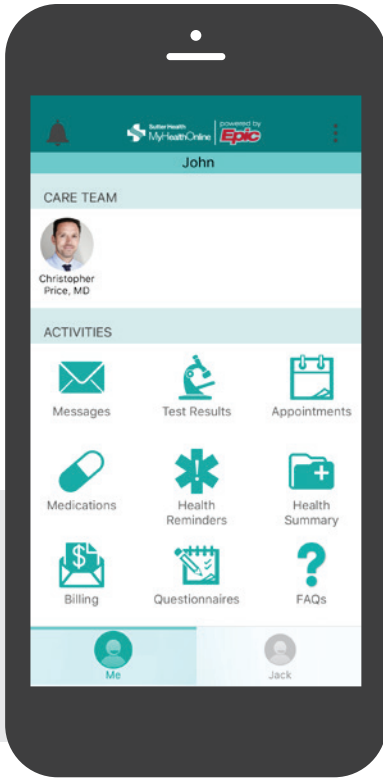 Sutter Health
MyHealthOnline
powered by
Epic
John
CARE TEAM
Christopher
Price, MD
ACTIVITIES
Messages
Test Results
Appointments
Medications
Health
Reminders
Health
Summary
$
Billing
Questionnaires
FAQs
Me
Jack